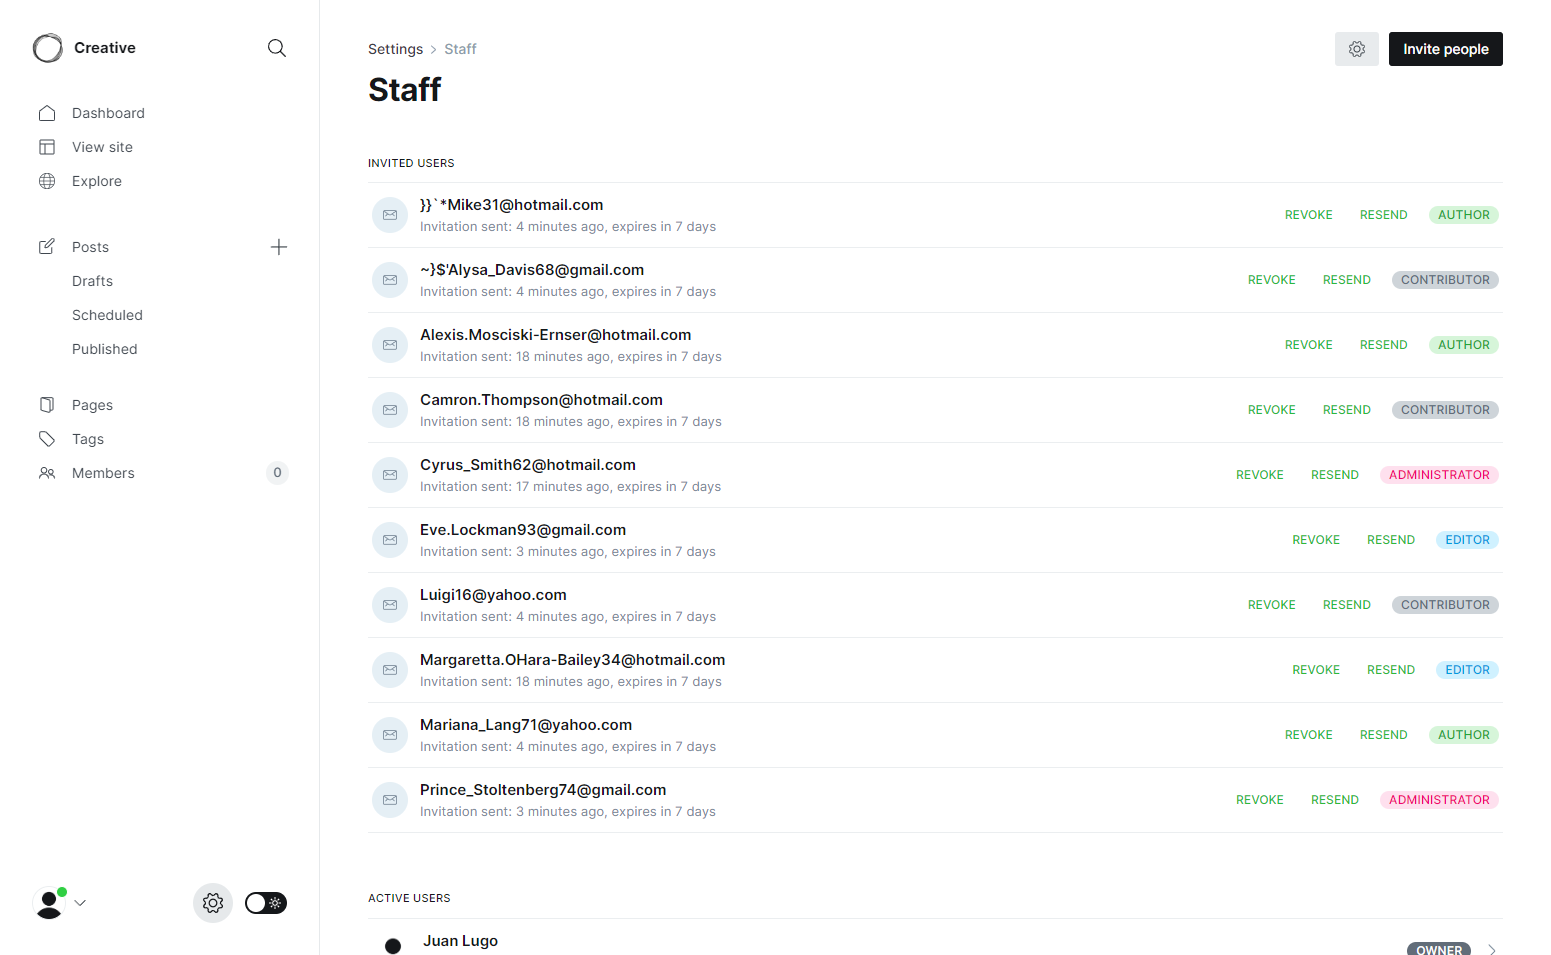 Creative
Dashboard
View site
Explore
Posts
Drafts
Scheduled
Published
Pages
Tags
Members 0
Settings > Staff
Invite people
Staff
INVITED USERS
}}`*Mike31@hotmail.com
Invitation sent: 4 minutes ago, expires in 7 days
REVOKE RESEND AUTHOR
~}$'Alysa_Davis68@gmail.com
Invitation sent: 4 minutes ago, expires in 7 days
REVOKE RESEND CONTRIBUTOR
Alexis.Mosciski-Ernser@hotmail.com
Invitation sent: 18 minutes ago, expires in 7 days
REVOKE RESEND AUTHOR
Camron.Thompson@hotmail.com
Invitation sent: 18 minutes ago, expires in 7 days
REVOKE RESEND CONTRIBUTOR
Cyrus_Smith62@hotmail.com
Invitation sent: 17 minutes ago, expires in 7 days
REVOKE RESEND ADMINISTRATOR
Eve.Lockman93@gmail.com
Invitation sent: 3 minutes ago, expires in 7 days
REVOKE RESEND EDITOR
Luigi16@yahoo.com
Invitation sent: 4 minutes ago, expires in 7 days
REVOKE RESEND CONTRIBUTOR
Margaretta.OHara-Bailey34@hotmail.com
Invitation sent: 18 minutes ago, expires in 7 days
REVOKE RESEND EDITOR
Mariana_Lang71@yahoo.com
Invitation sent: 4 minutes ago, expires in 7 days
REVOKE RESEND AUTHOR
Prince_Stoltenberg74@gmail.com
Invitation sent: 3 minutes ago, expires in 7 days
REVOKE RESEND ADMINISTRATOR
ACTIVE USERS
Juan Lugo
OWNER